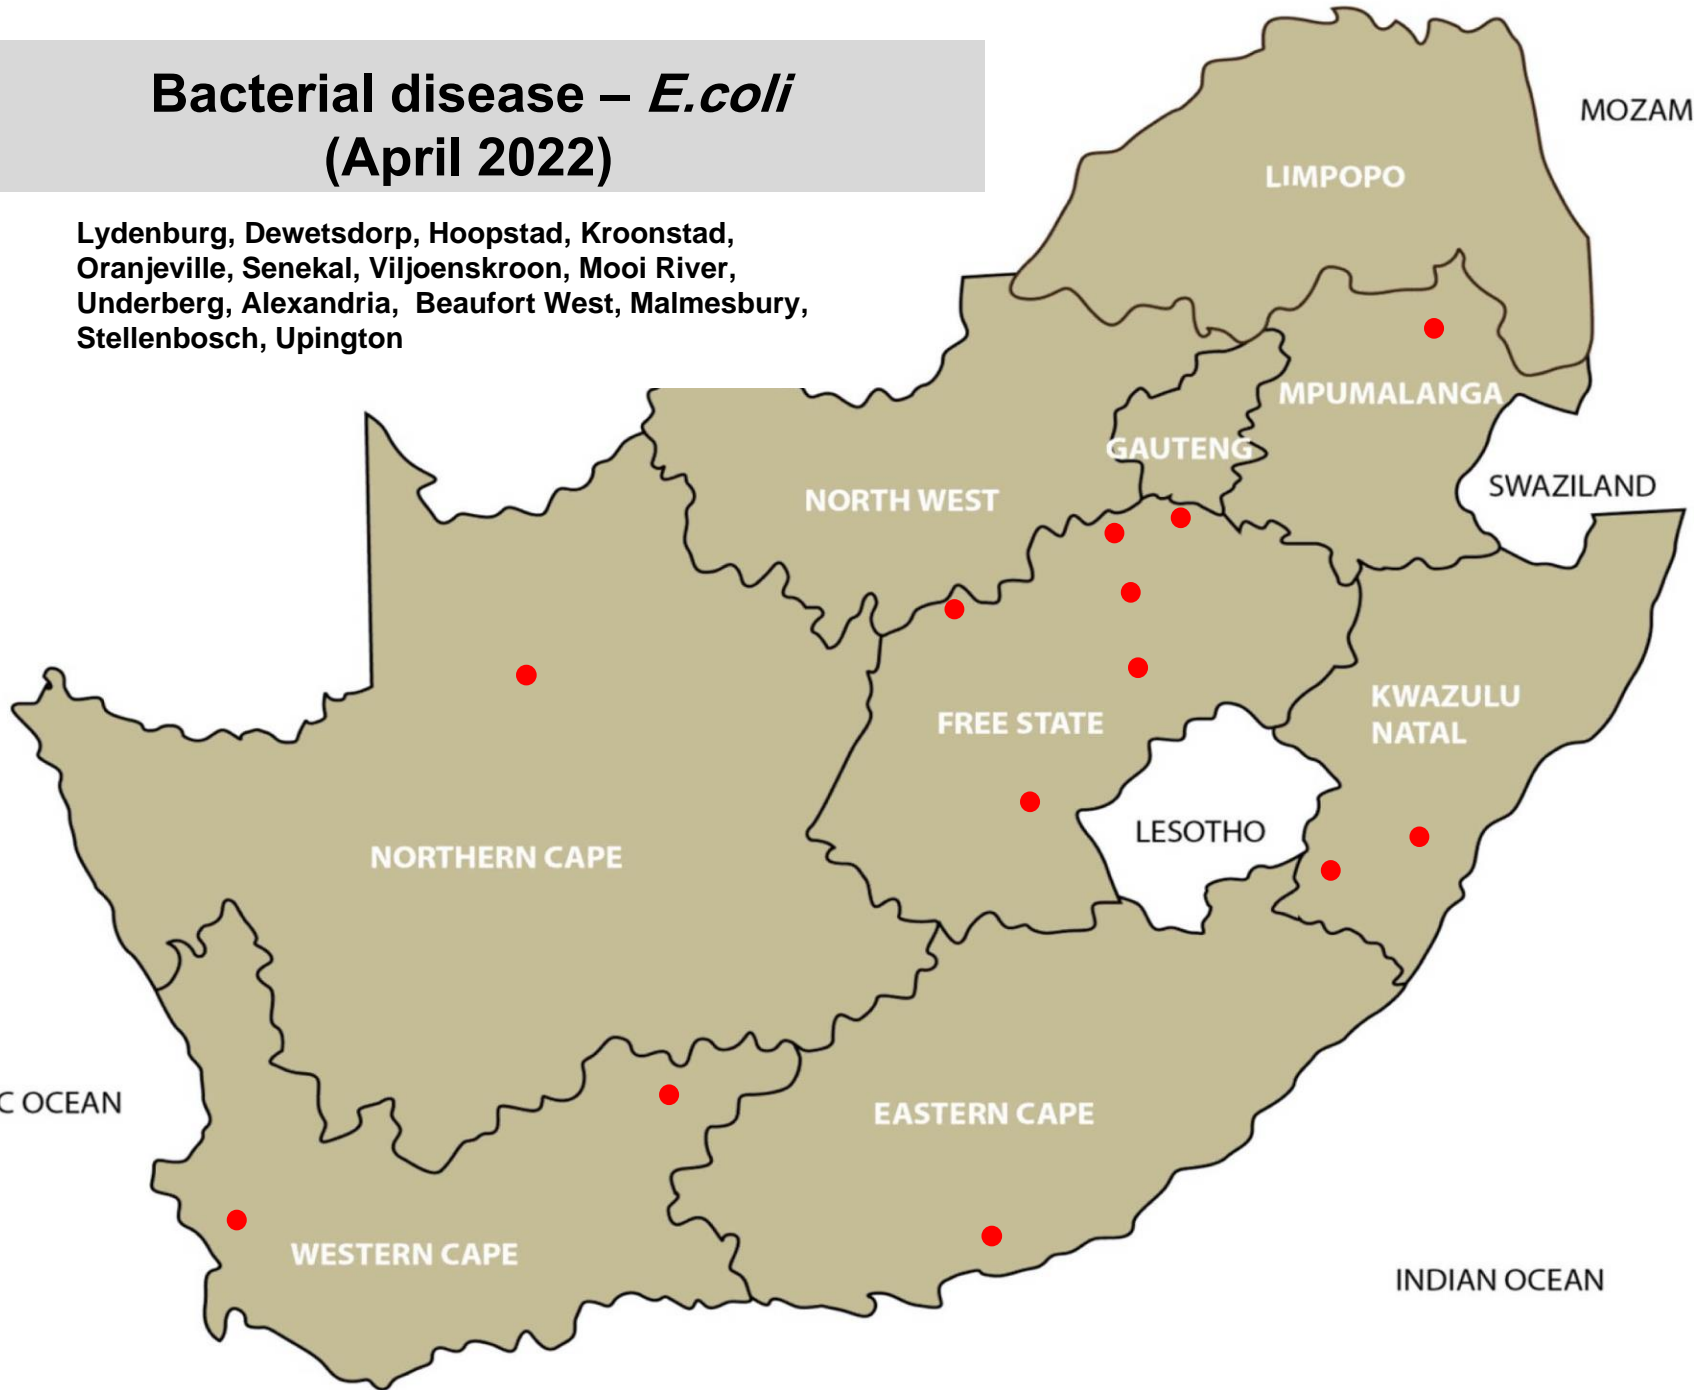 Bacterial disease – E.coli
(April 2022)
Lydenburg, Dewetsdorp, Hoopstad, Kroonstad,
Oranjeville, Senekal, Viljoenskroon, Mooi River,
Underberg, Alexandria,  Beaufort West, Malmesbury,
Stellenbosch, Upington
MOZAM
LIMPOPO
MPUMALANGA
GAUTENG
SWAZILAND
NORTH WEST
KWAZULU
NATAL
FREE STATE
LESOTHO
NORTHERN CAPE
C OCEAN
EASTERN CAPE
WESTERN CAPE
INDIAN OCEAN